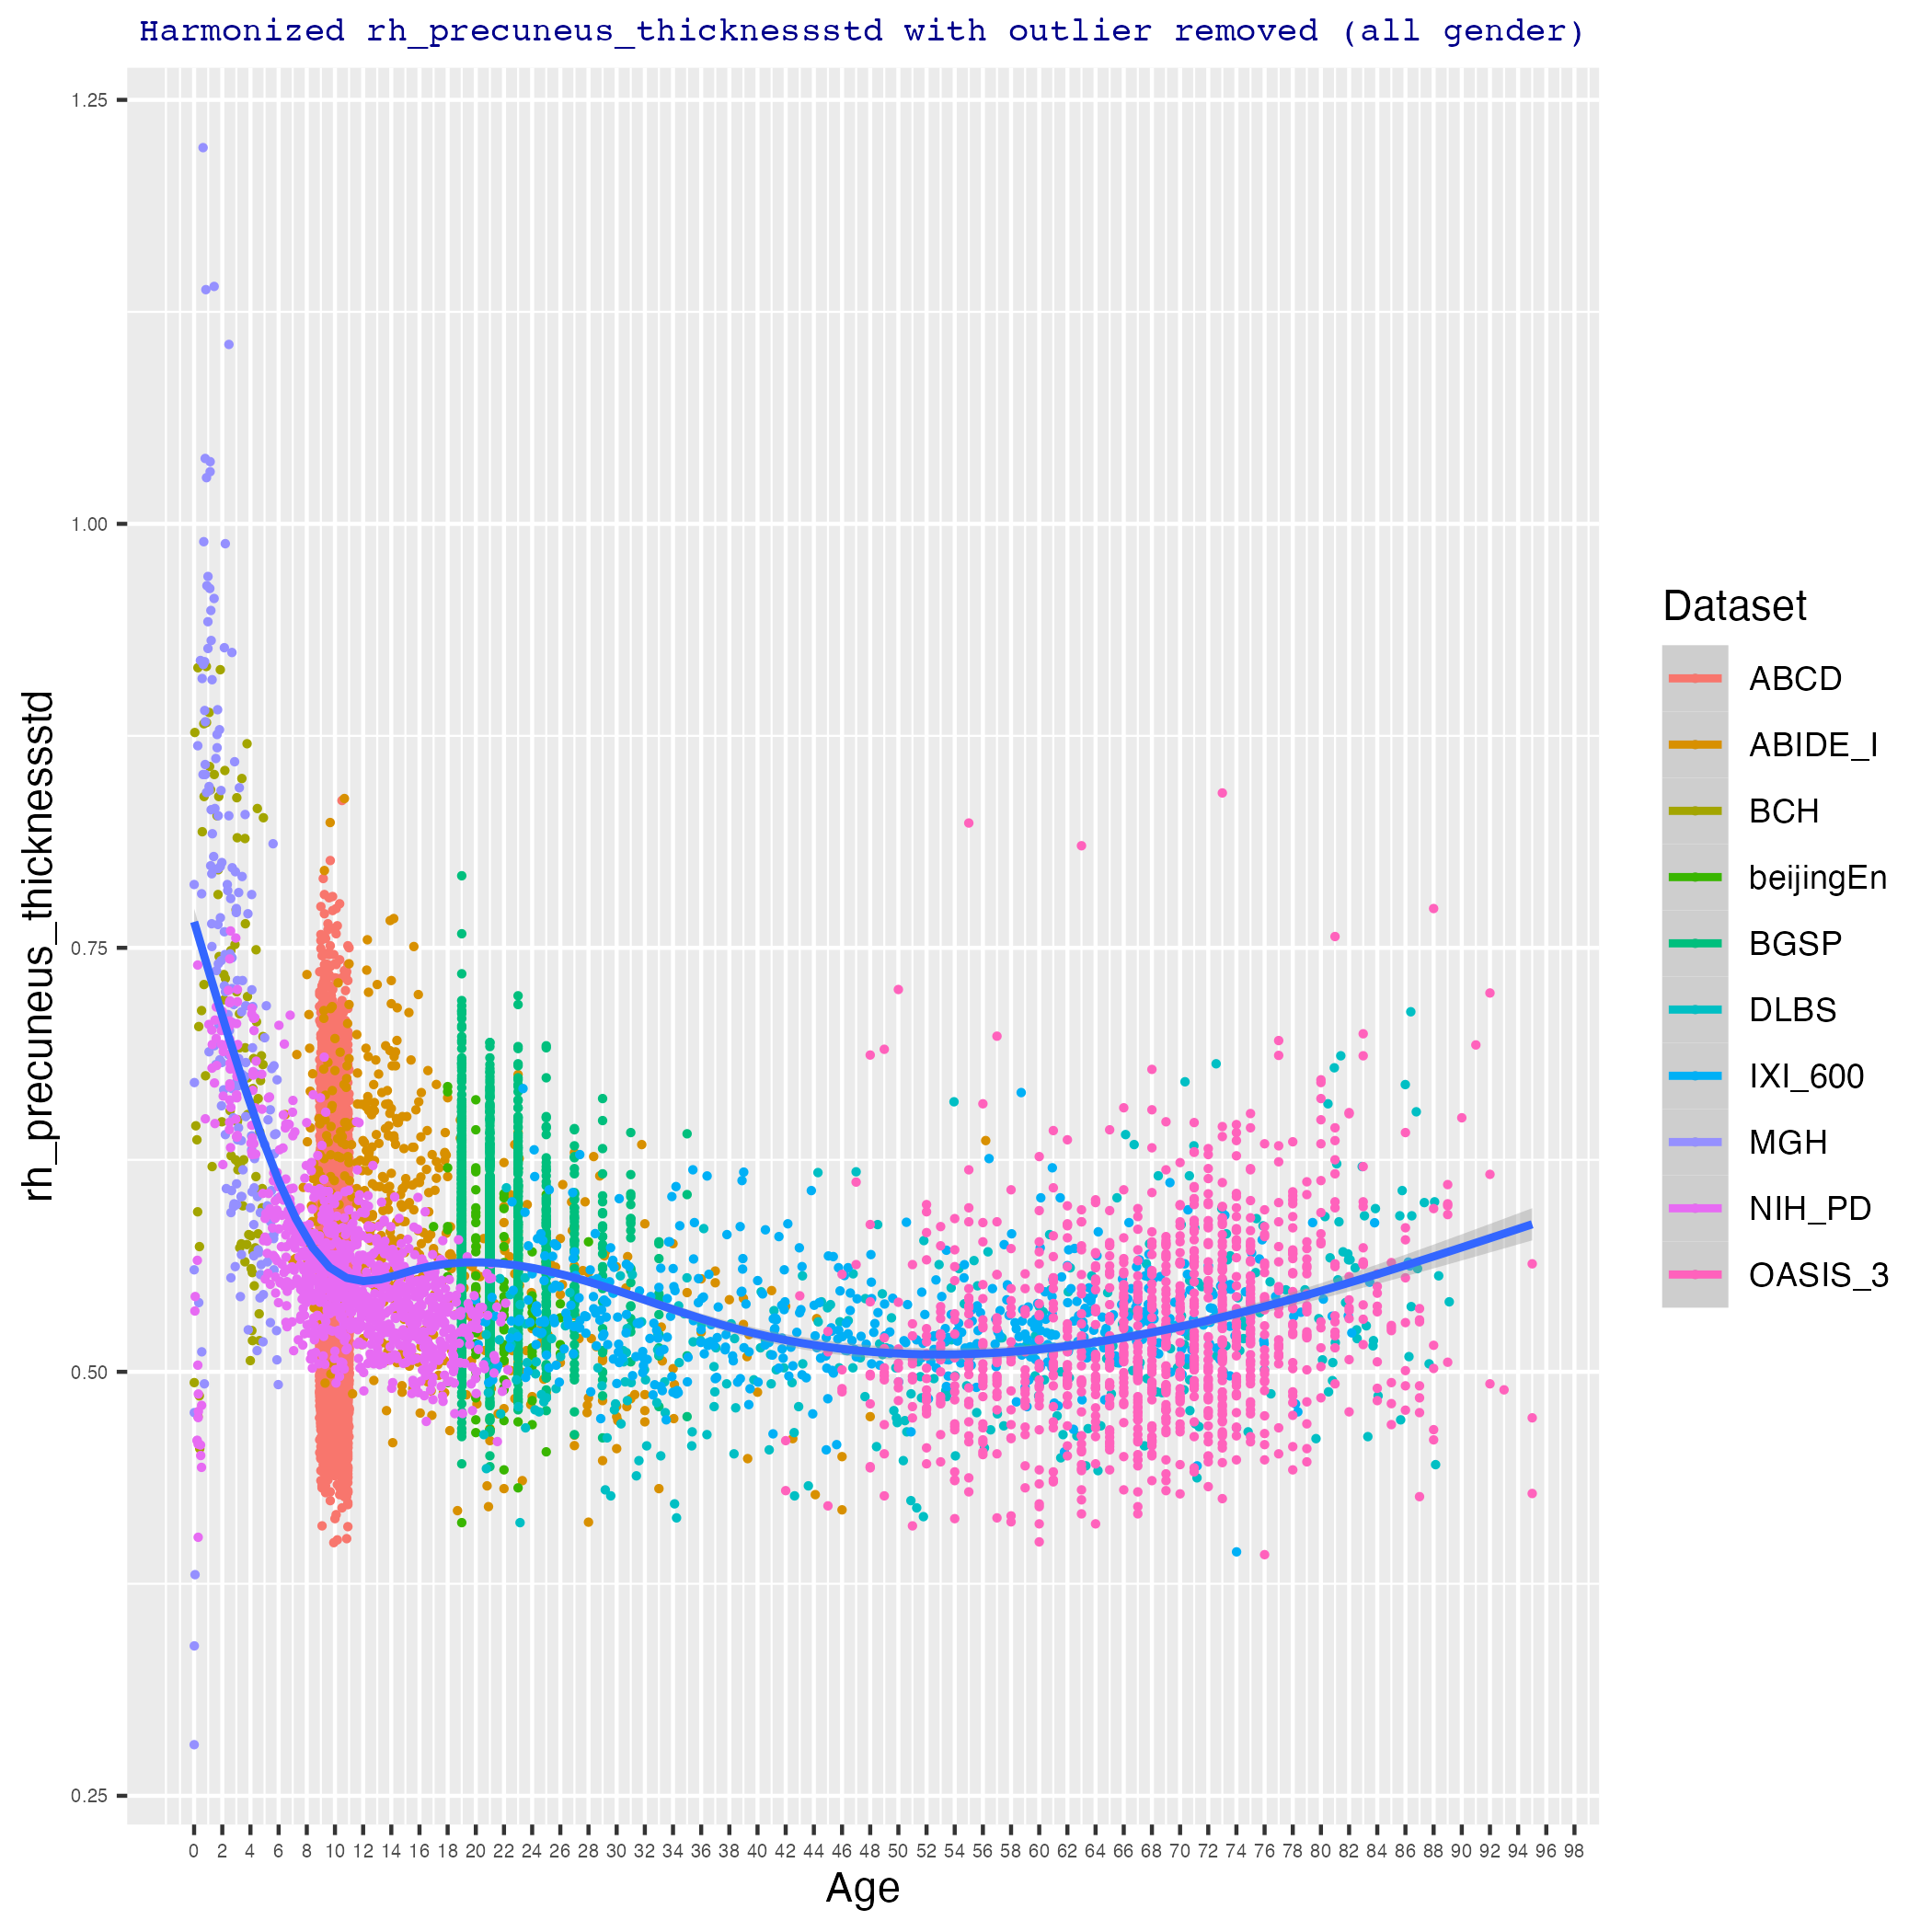 Harmonized rh_precuneus_thicknessstd with outlier removed (all gender)
rh_precuneus_thicknessstd
1.25
1.00
0.75
0.50
0.25
0 2 4 6 8 10 12 14 16 18 20 22 24 26 28 30 32 34 36 38 40 42 44 46 48 50 52 54 56 58 60 62 64 66 68 70 72 74 76 78 80 82 84 86 88 90 92 94 96 98
Age
Dataset
ABCD
ABIDE_I
BCH
beijingEn
BGSP
DLBS
IXI_600
MGH
NIH_PD
OASIS_3